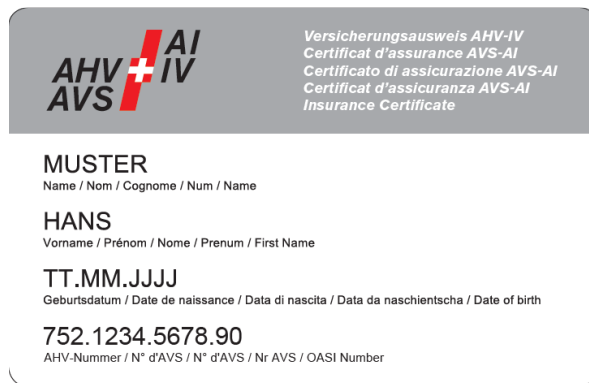 AHV AI
AVS IV
Versicherungsausweis AHV-IV
Certificat d'assurance AVS-AI
Certificato di assicurazione AVS-AI
Certificat d'assicuranza AVS-AI
Insurance Certificate
MUSTER
Name / Nom / Cognome / Num / Name
HANS
Vorname / Prénom / Nome / Prenum / First Name
TT.MM.JJJJ
Geburtsdatum / Date de naissance / Data di nascita / Data da naschientscha / Date of birth
752.1234.5678.90
AHV-Nummer / N° d'AVS / N° d'AVS / Nr AVS / OASI Number